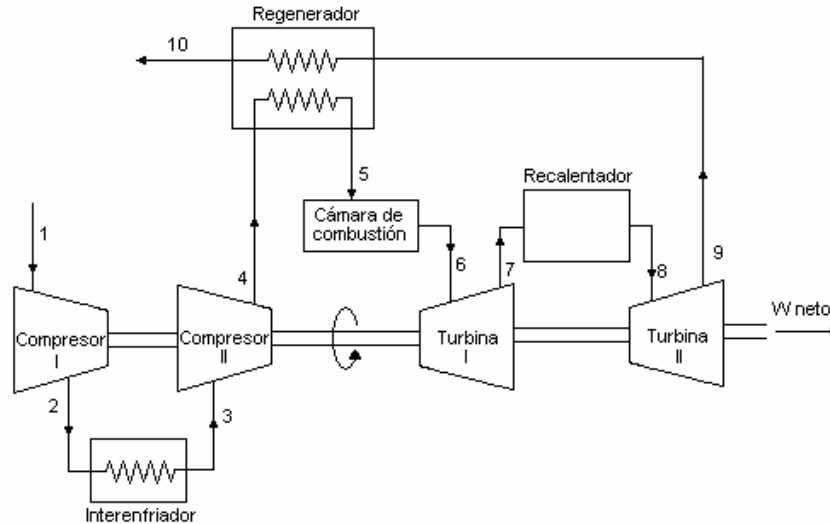 Regenerador
10
5
Recalentador
Cámara de
combustión
1
4
6
7
8
9
W neto
Compresor
I
Compresor
II
Turbina
I
Turbina
II
2
3
Interenfriador